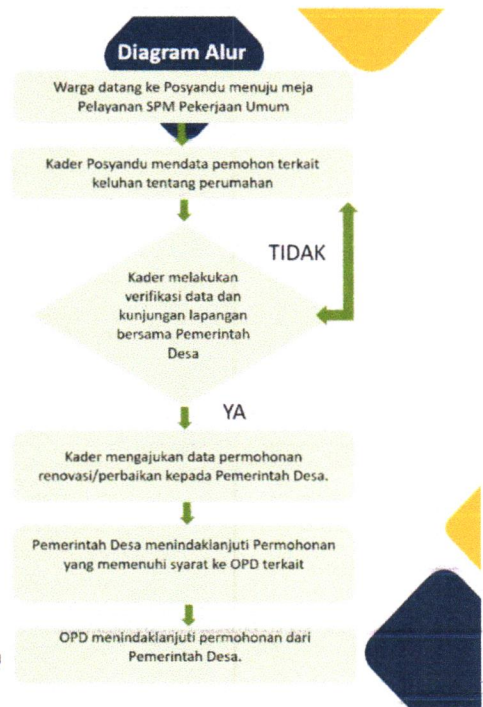 Diagram Alur
Warga datang ke Posyandu menuju meja
Pelayanan SPM Pekerjaan Umum
Kader Posyandu mendata pemohon terkait
keluhan tentang perumahan
TIDAK
Kader melakukan
verifikasi data dan
kunjungan lapangan
bersama Pemerintah
Desa
YA
Kader mengajukan data permohonan
renovasi/perbaikan kepada Pemerintah Desa.
Pemerintah Desa menindaklanjuti Permohonan
yang memenuhi syarat ke OPD terkait
OPD menindaklanjuti permohonan dari
Pemerintah Desa.